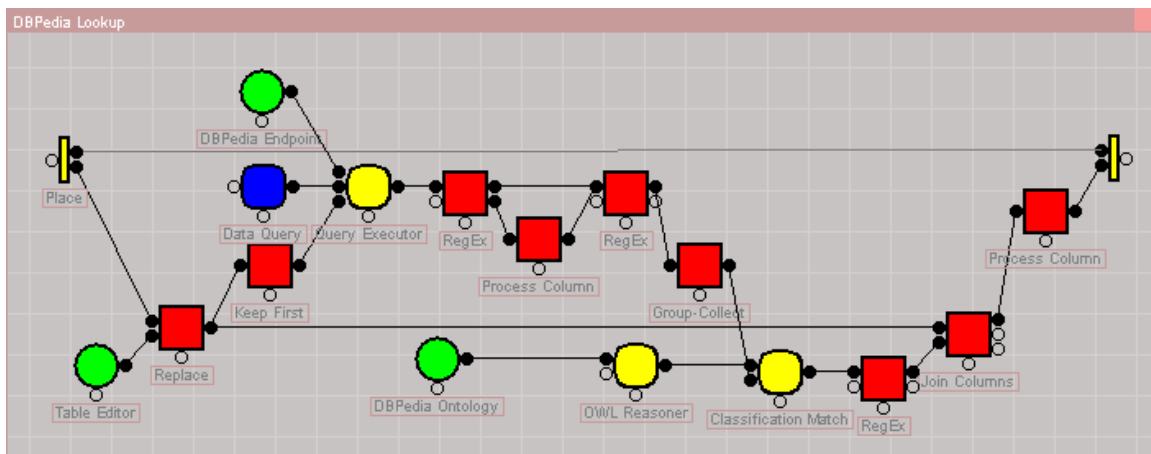 DBPedia Lookup
DBPedia Endpoint
Place
Data Query
Query Executor
RegEx
RegEx
Process Column
Process Column
Keep First
Group-Collect
Replace
Join Columns
Table Editor
DBPedia Ontology
OWL Reasoner
Classification Match
RegEx